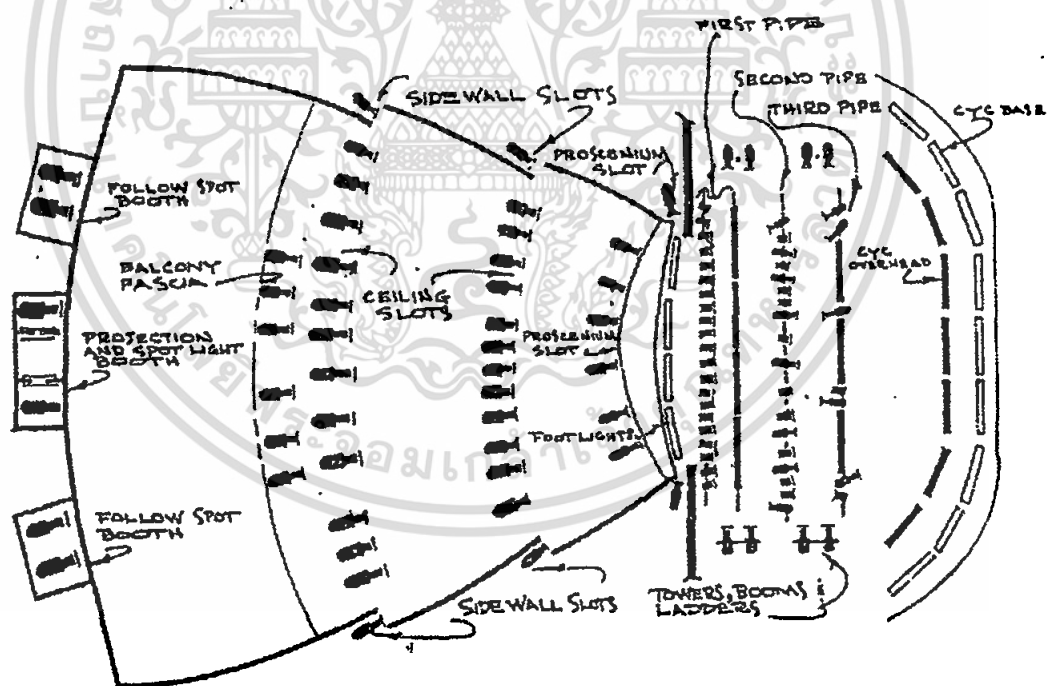 FIRST PIPE
SECOND PIPE
THIRD PIPE
CYC BASE
SIDE WALL SLOTS
PROSCENIUM
SLOT
FOLLOW SPOT
BOOTH
BALCONY
FASCIA
CEILING
SLOTS
CYC
OVERHEAD
PROJECTION
AND SPOT LIGHT
BOOTH
PROSCENIUM
SLOT
FOOTLIGHTS
FOLLOW SPOT
BOOTH
SIDE WALL SLOTS
TOWERS, BOOMS &
LADDERS